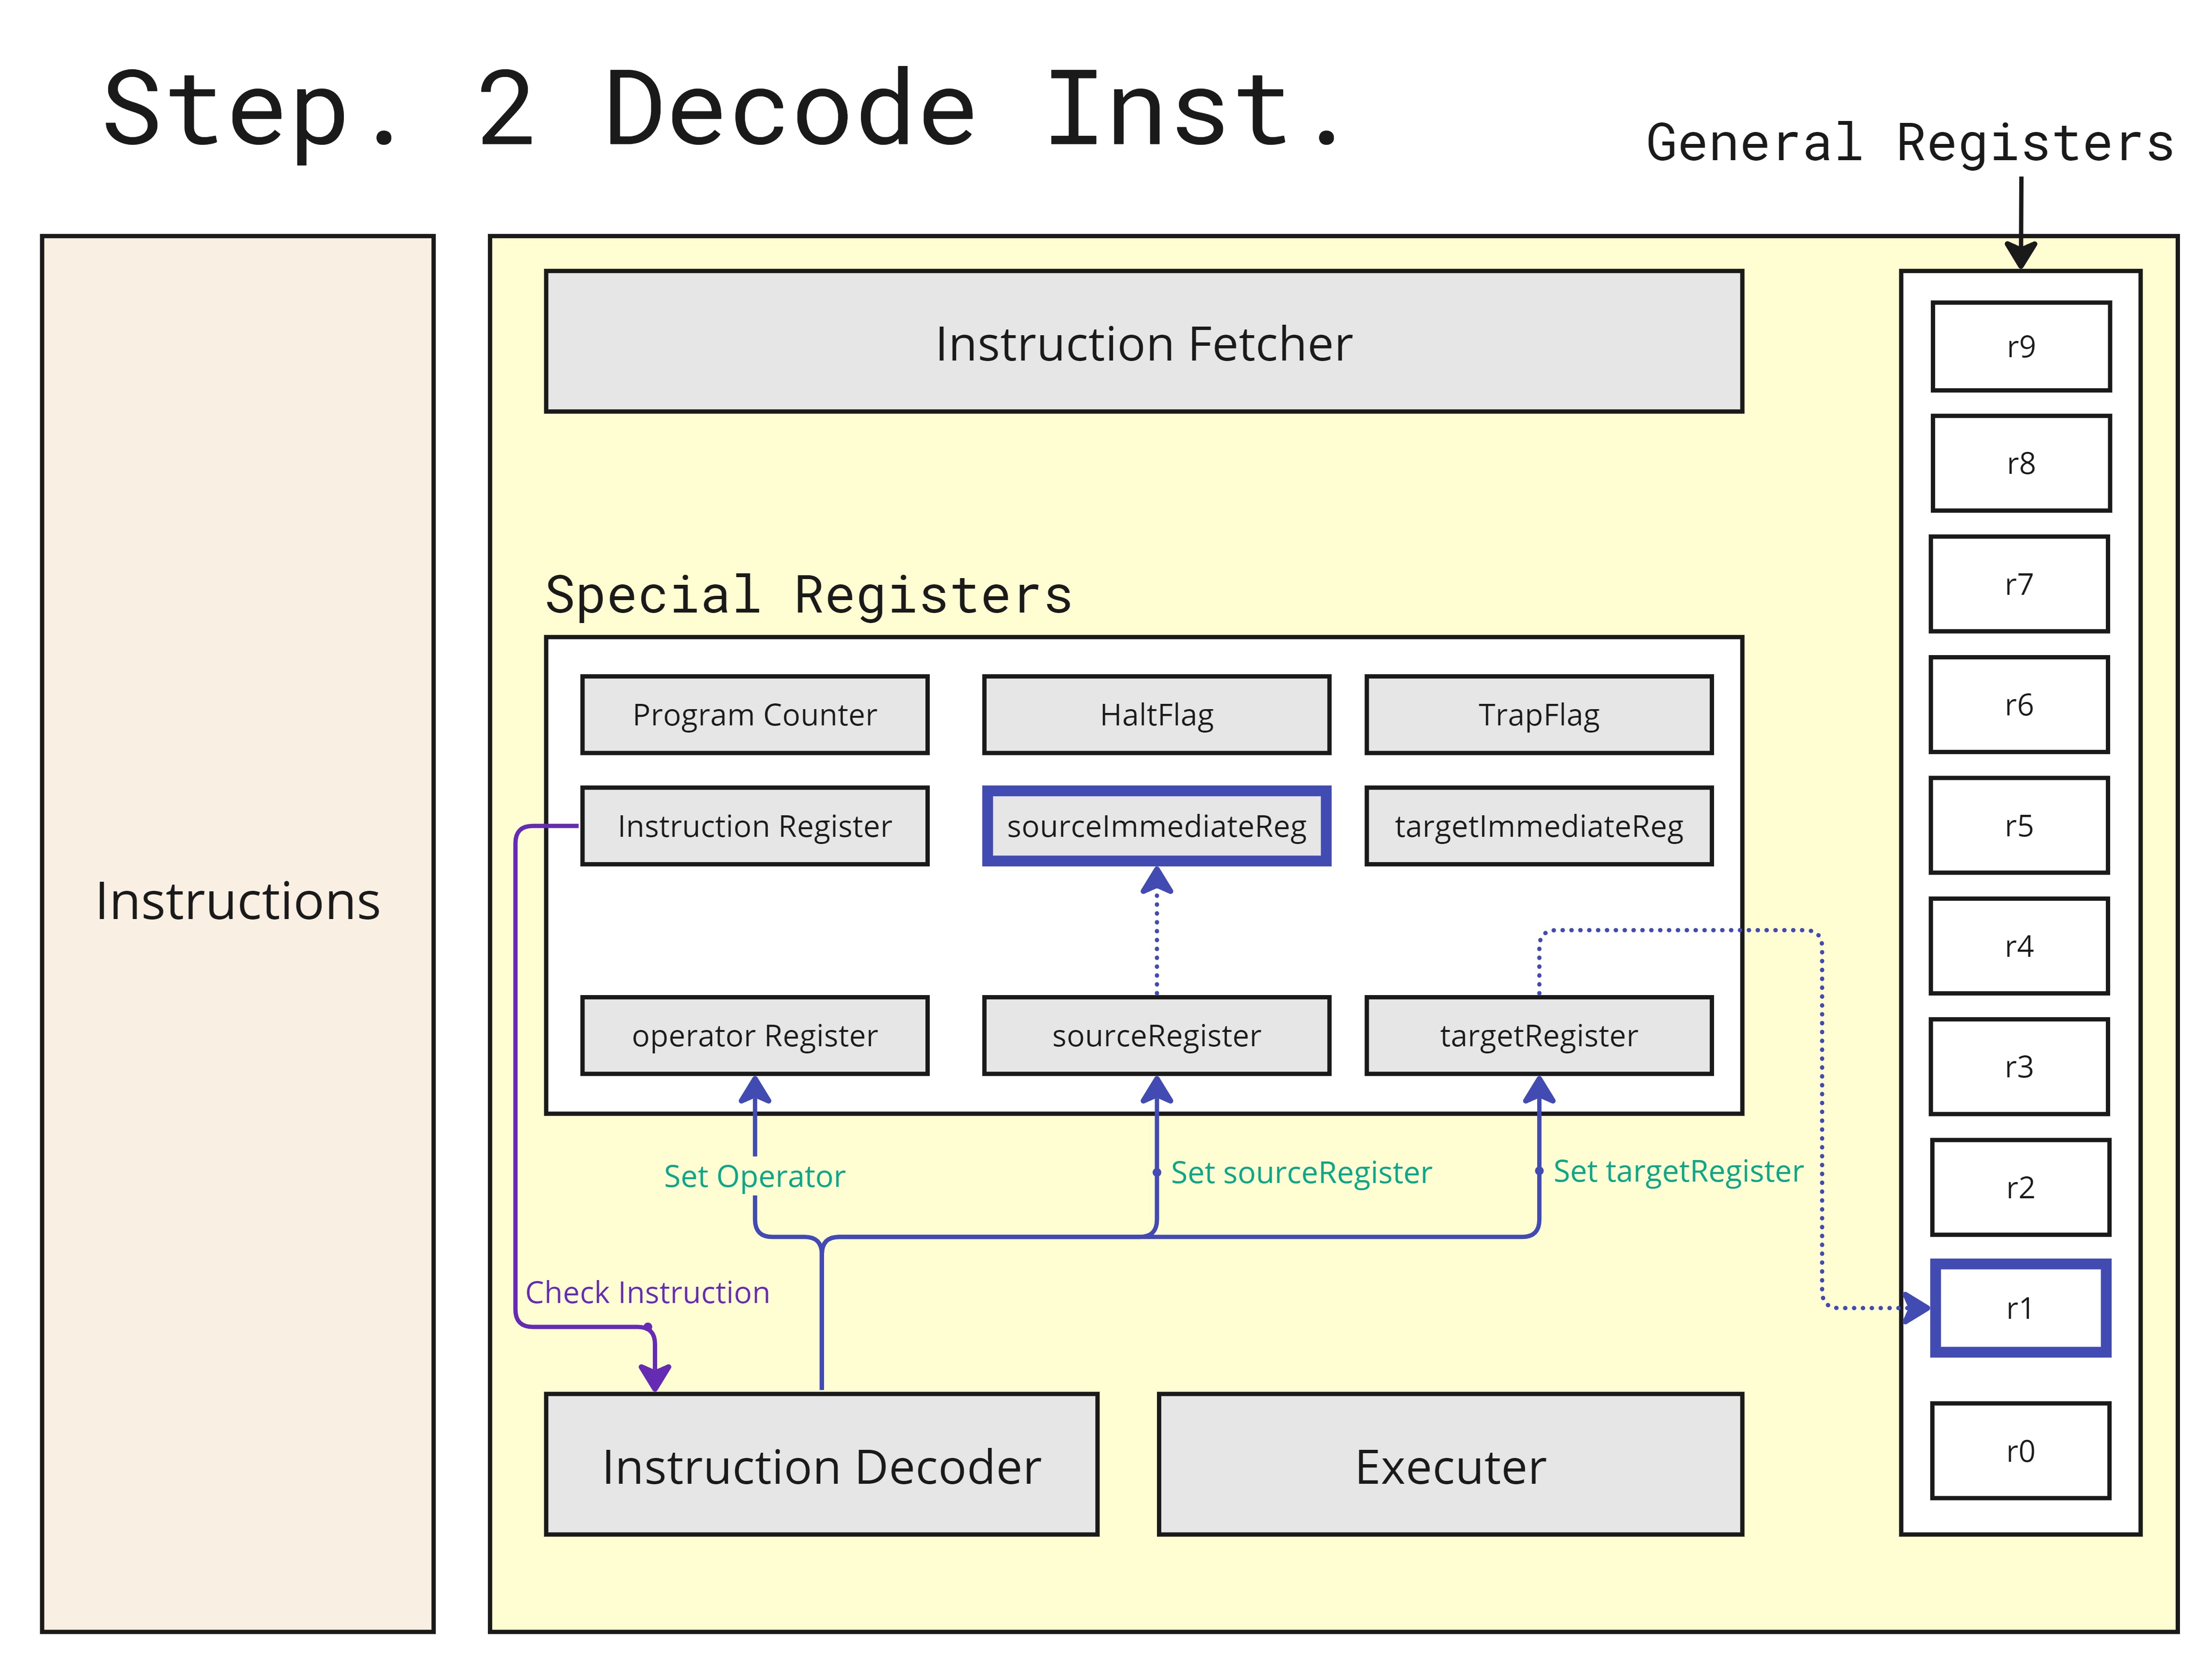 Step. 2 Decode Inst.
General Registers
Instructions
Instruction Fetcher
Special Registers
Program Counter
HaltFlag
TrapFlag
Instruction Register
sourceImmediateReg
targetImmediateReg
operator Register
sourceRegister
targetRegister
Set Operator
Set sourceRegister
Set targetRegister
Check Instruction
Instruction Decoder
Executer
r9
r8
r7
r6
r5
r4
r3
r2
r1
r0